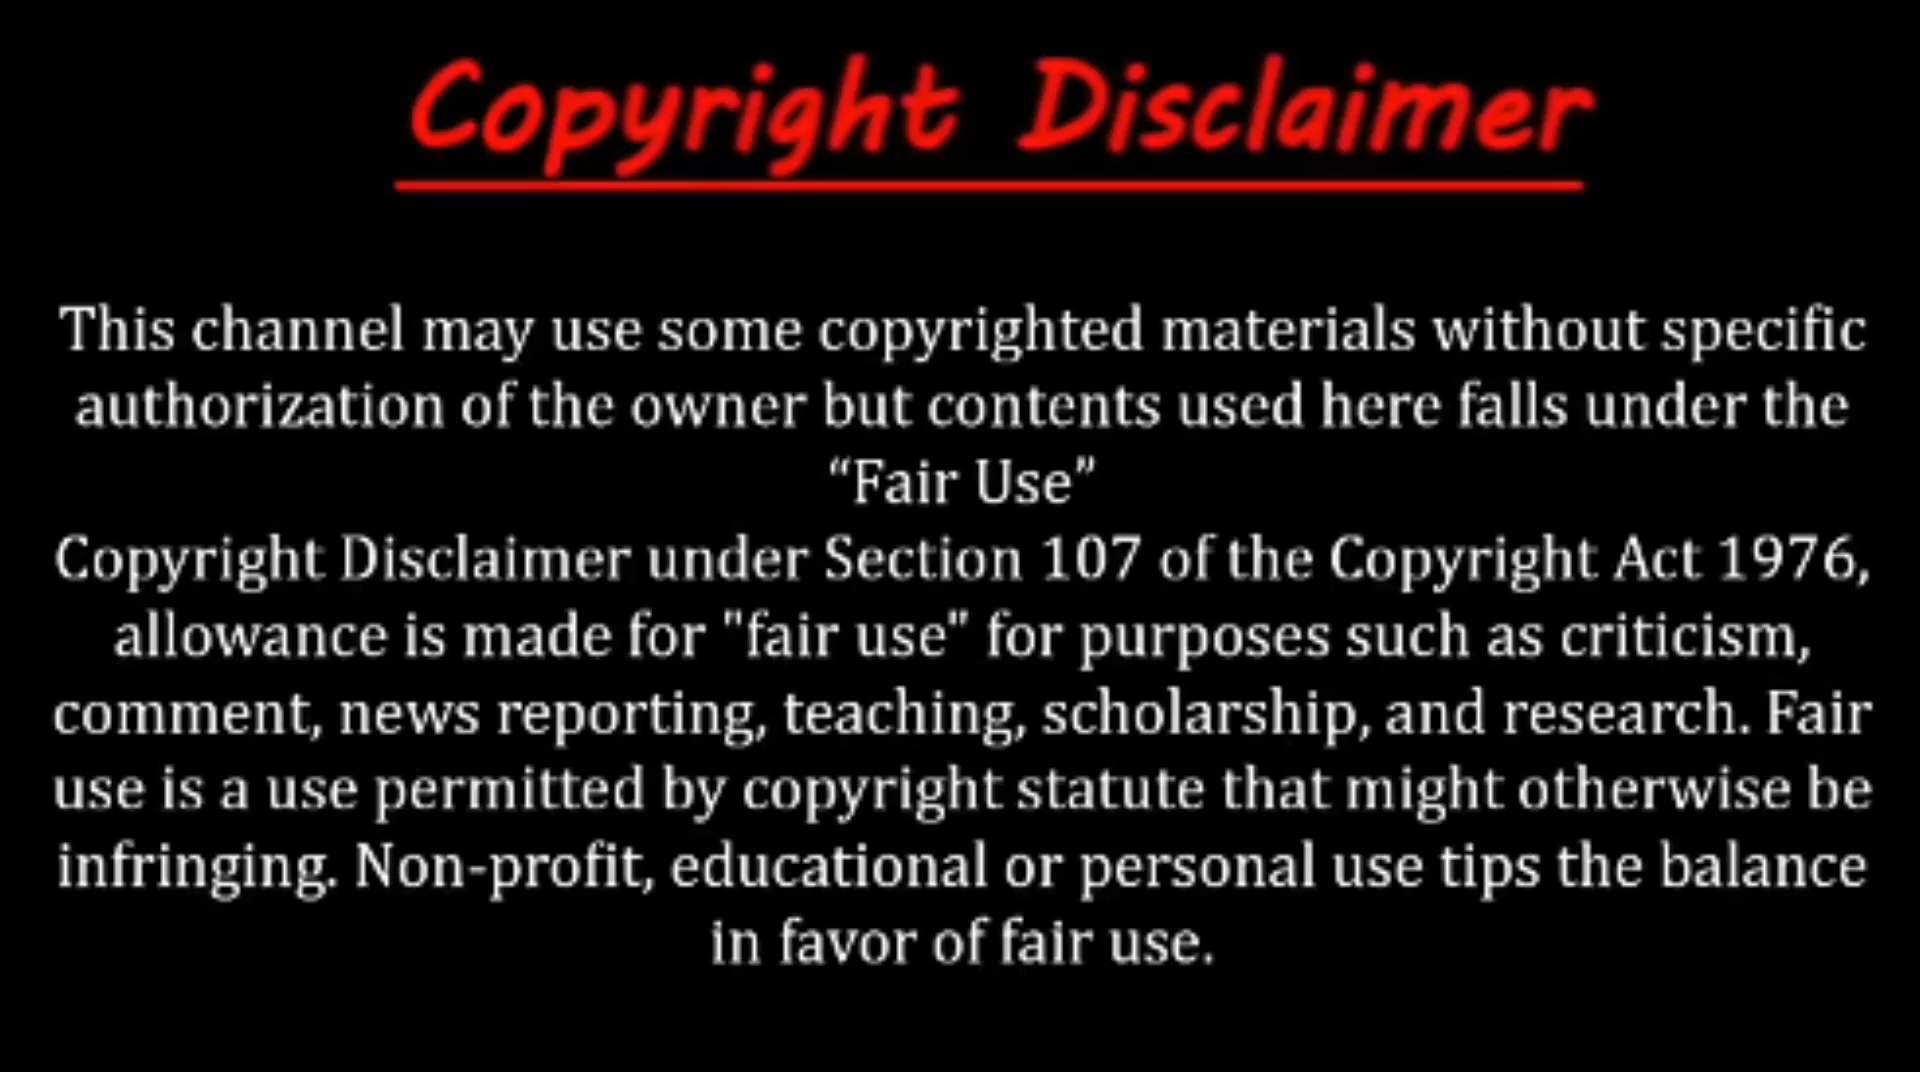 Copyright Disclaimer
This channel may use some copyrighted materials without specific
authorization of the owner but contents used here falls under the
“Fair Use”
Copyright Disclaimer under Section 107 of the Copyright Act 1976,
allowance is made for "fair use" for purposes such as criticism,
comment, news reporting, teaching, scholarship, and research. Fair
use is a use permitted by copyright statute that might otherwise be
infringing. Non-profit, educational or personal use tips the balance
in favor of fair use.